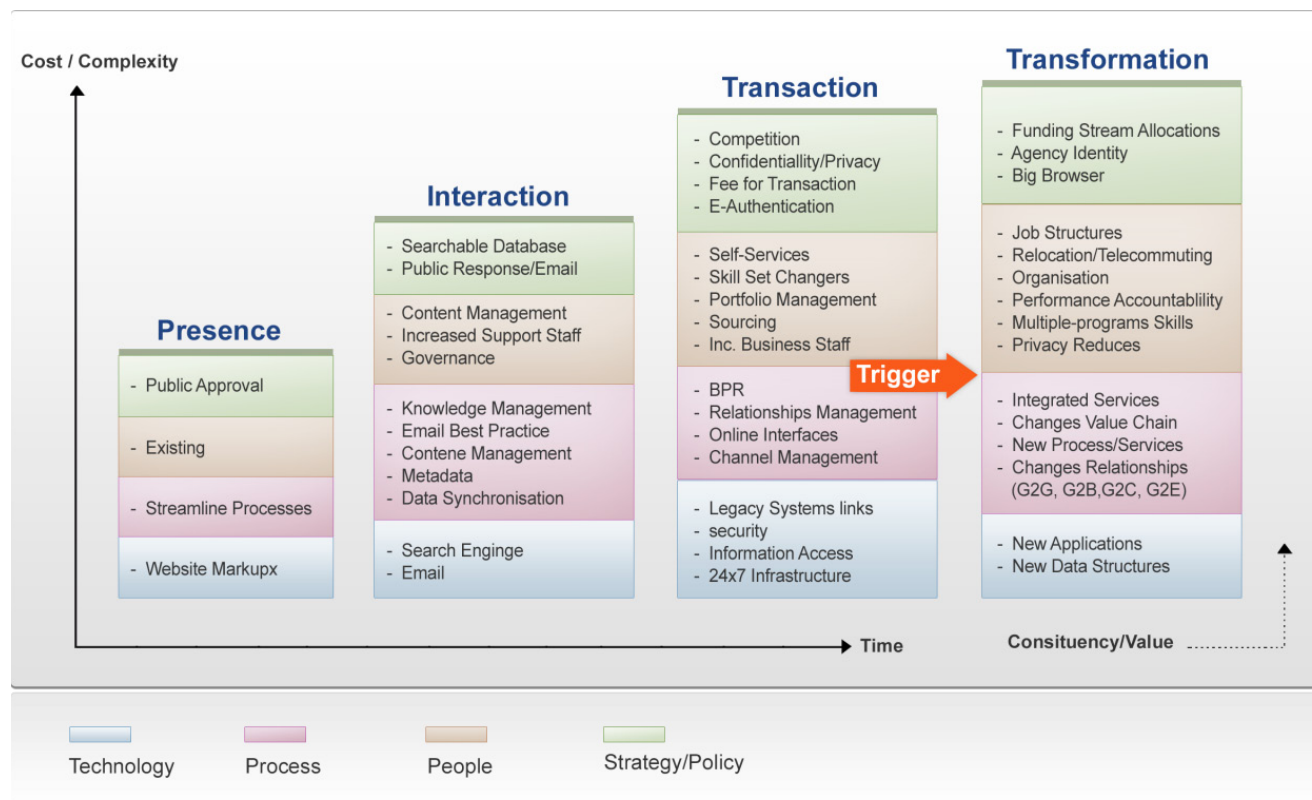 Cost / Complexity
Presence
- Public Approval
- Existing
- Streamline Processes
- Website Markupx
Interaction
- Searchable Database
- Public Response/Email
- Content Management
- Increased Support Staff
- Governance
- Knowledge Management
- Email Best Practice
- Contene Management
- Metadata
- Data Synchronisation
- Search Enginge
- Email
Transaction
- Competition
- Confidentiallity/Privacy
- Fee for Transaction
- E-Authentication
- Self-Services
- Skill Set Changers
- Portfolio Management
- Sourcing
- Inc. Business Staff
- BPR
- Relationships Management
- Online Interfaces
- Channel Management
- Legacy Systems links
- security
- Information Access
- 24x7 Infrastructure
Trigger
Transformation
- Funding Stream Allocations
- Agency Identity
- Big Browser
- Job Structures
- Relocation/Telecommuting
- Organisation
- Performance Accountablility
- Multiple-programs Skills
- Privacy Reduces
- Integrated Services
- Changes Value Chain
- New Process/Services
- Changes Relationships
(G2G, G2B,G2C, G2E)
- New Applications
- New Data Structures
Time
Consituency/Value
Technology
Process
People
Strategy/Policy